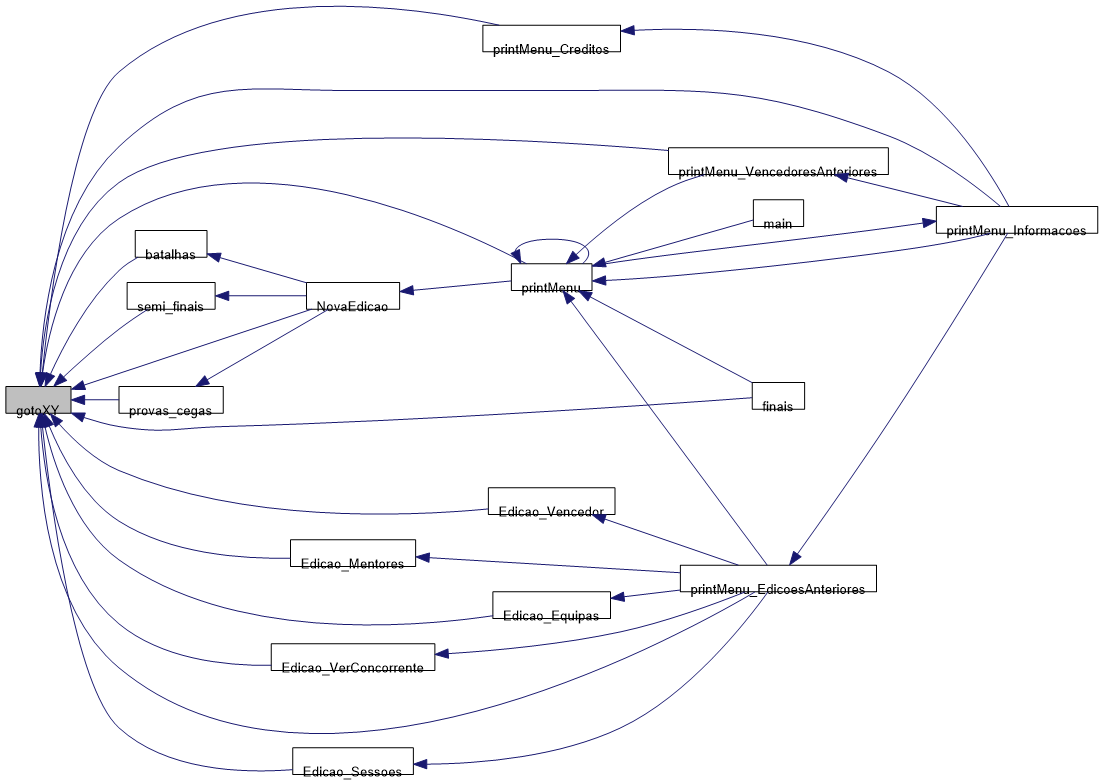 printMenu_Creditos
printMenu_VencedoresAnteriores
main
printMenu_Informacoes
batalhas
printMenu
semi_finais
NovaEdicao
gotoXY
provas_cegas
finais
Edicao_Vencedor
Edicao_Mentores
printMenu_EdicoesAnteriores
Edicao_Equipas
Edicao_VerConcorrente
Edicao_Sessoes